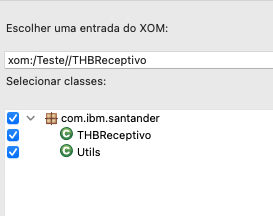 Escolher uma entrada do XOM:
xom:/Teste//THBReceptivo
Selecionar classes:
com.ibm.santander
THBReceptivo
Utils